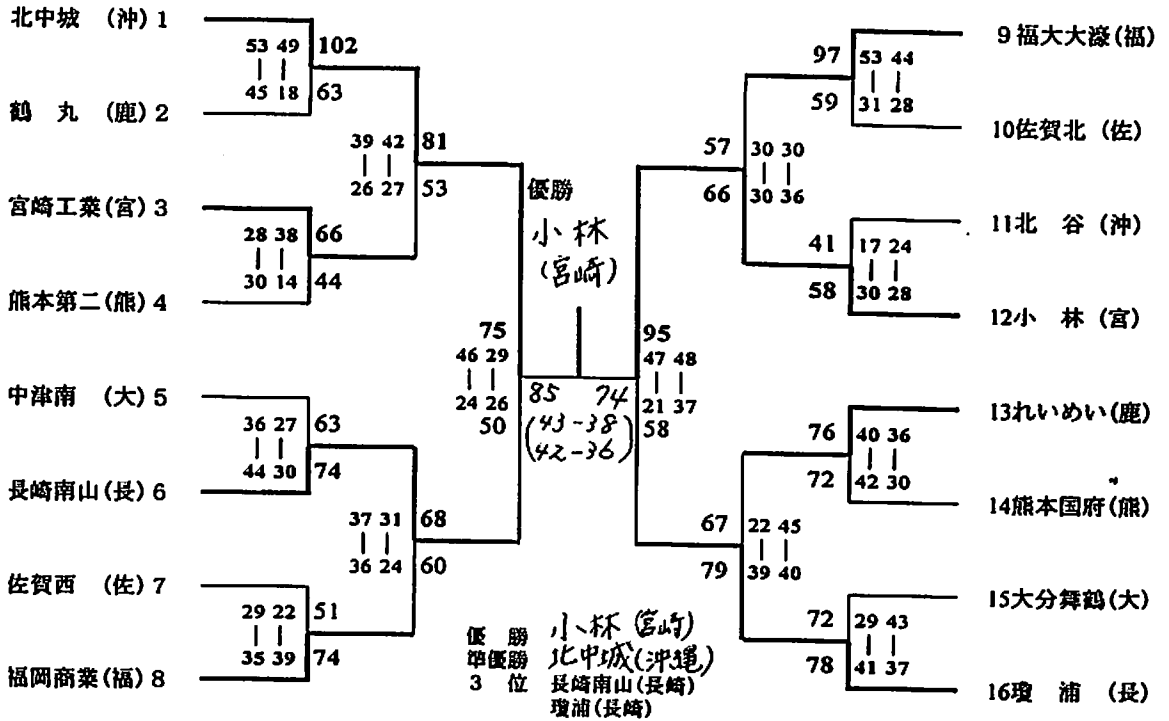 北中城 (沖) 1
53 49 102
45 18 63
鶴丸 (鹿) 2
39 42 81
26 27 53
宮崎工業(宮) 3
28 38 66
30 14 44
熊本第二(熊) 4
75
46 29
24 26
50
中津南 (大) 5
36 27 63
44 30 74
長崎南山(長) 6
37 31 68
36 24 60
佐賀西 (佐) 7
29 22 51
35 39 74
福岡商業(福) 8
優勝
小林
(宮崎)
85 74
(43-38)
(42-36)
9 福大大濠(福)
97 53 44
59 31 28
10佐賀北 (佐)
57 30 30
66 30 36
11北谷 (沖)
41 17 24
58 30 28
12小林 (宮)
95
47 48
21 37
58
13れいめい(鹿)
76 40 36
72 42 30
14熊本国府(熊)
67 22 45
79 39 40
15大分舞鶴(大)
72 29 43
78 41 37
16瓊浦 (長)
優勝 小林(宮崎)
準優勝 北中城(沖縄)
3位 長崎南山(長崎)
瓊浦(長崎)